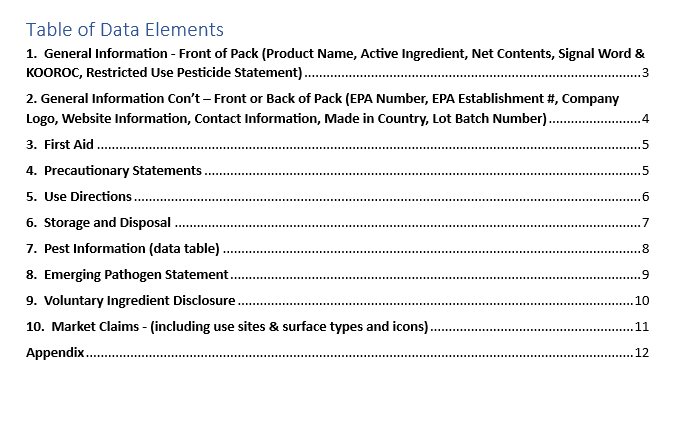 Table of Data Elements
1. General Information - Front of Pack (Product Name, Active Ingredient, Net Contents, Signal Word &
KOOROC, Restricted Use Pesticide Statement) 3
2. General Information Con't – Front or Back of Pack (EPA Number, EPA Establishment #, Company
Logo, Website Information, Contact Information, Made in Country, Lot Batch Number) 4
3. First Aid 5
4. Precautionary Statements 5
5. Use Directions 6
6. Storage and Disposal 7
7. Pest Information (data table) 8
8. Emerging Pathogen Statement 9
9. Voluntary Ingredient Disclosure 10
10. Market Claims - (including use sites & surface types and icons) 11
Appendix 12